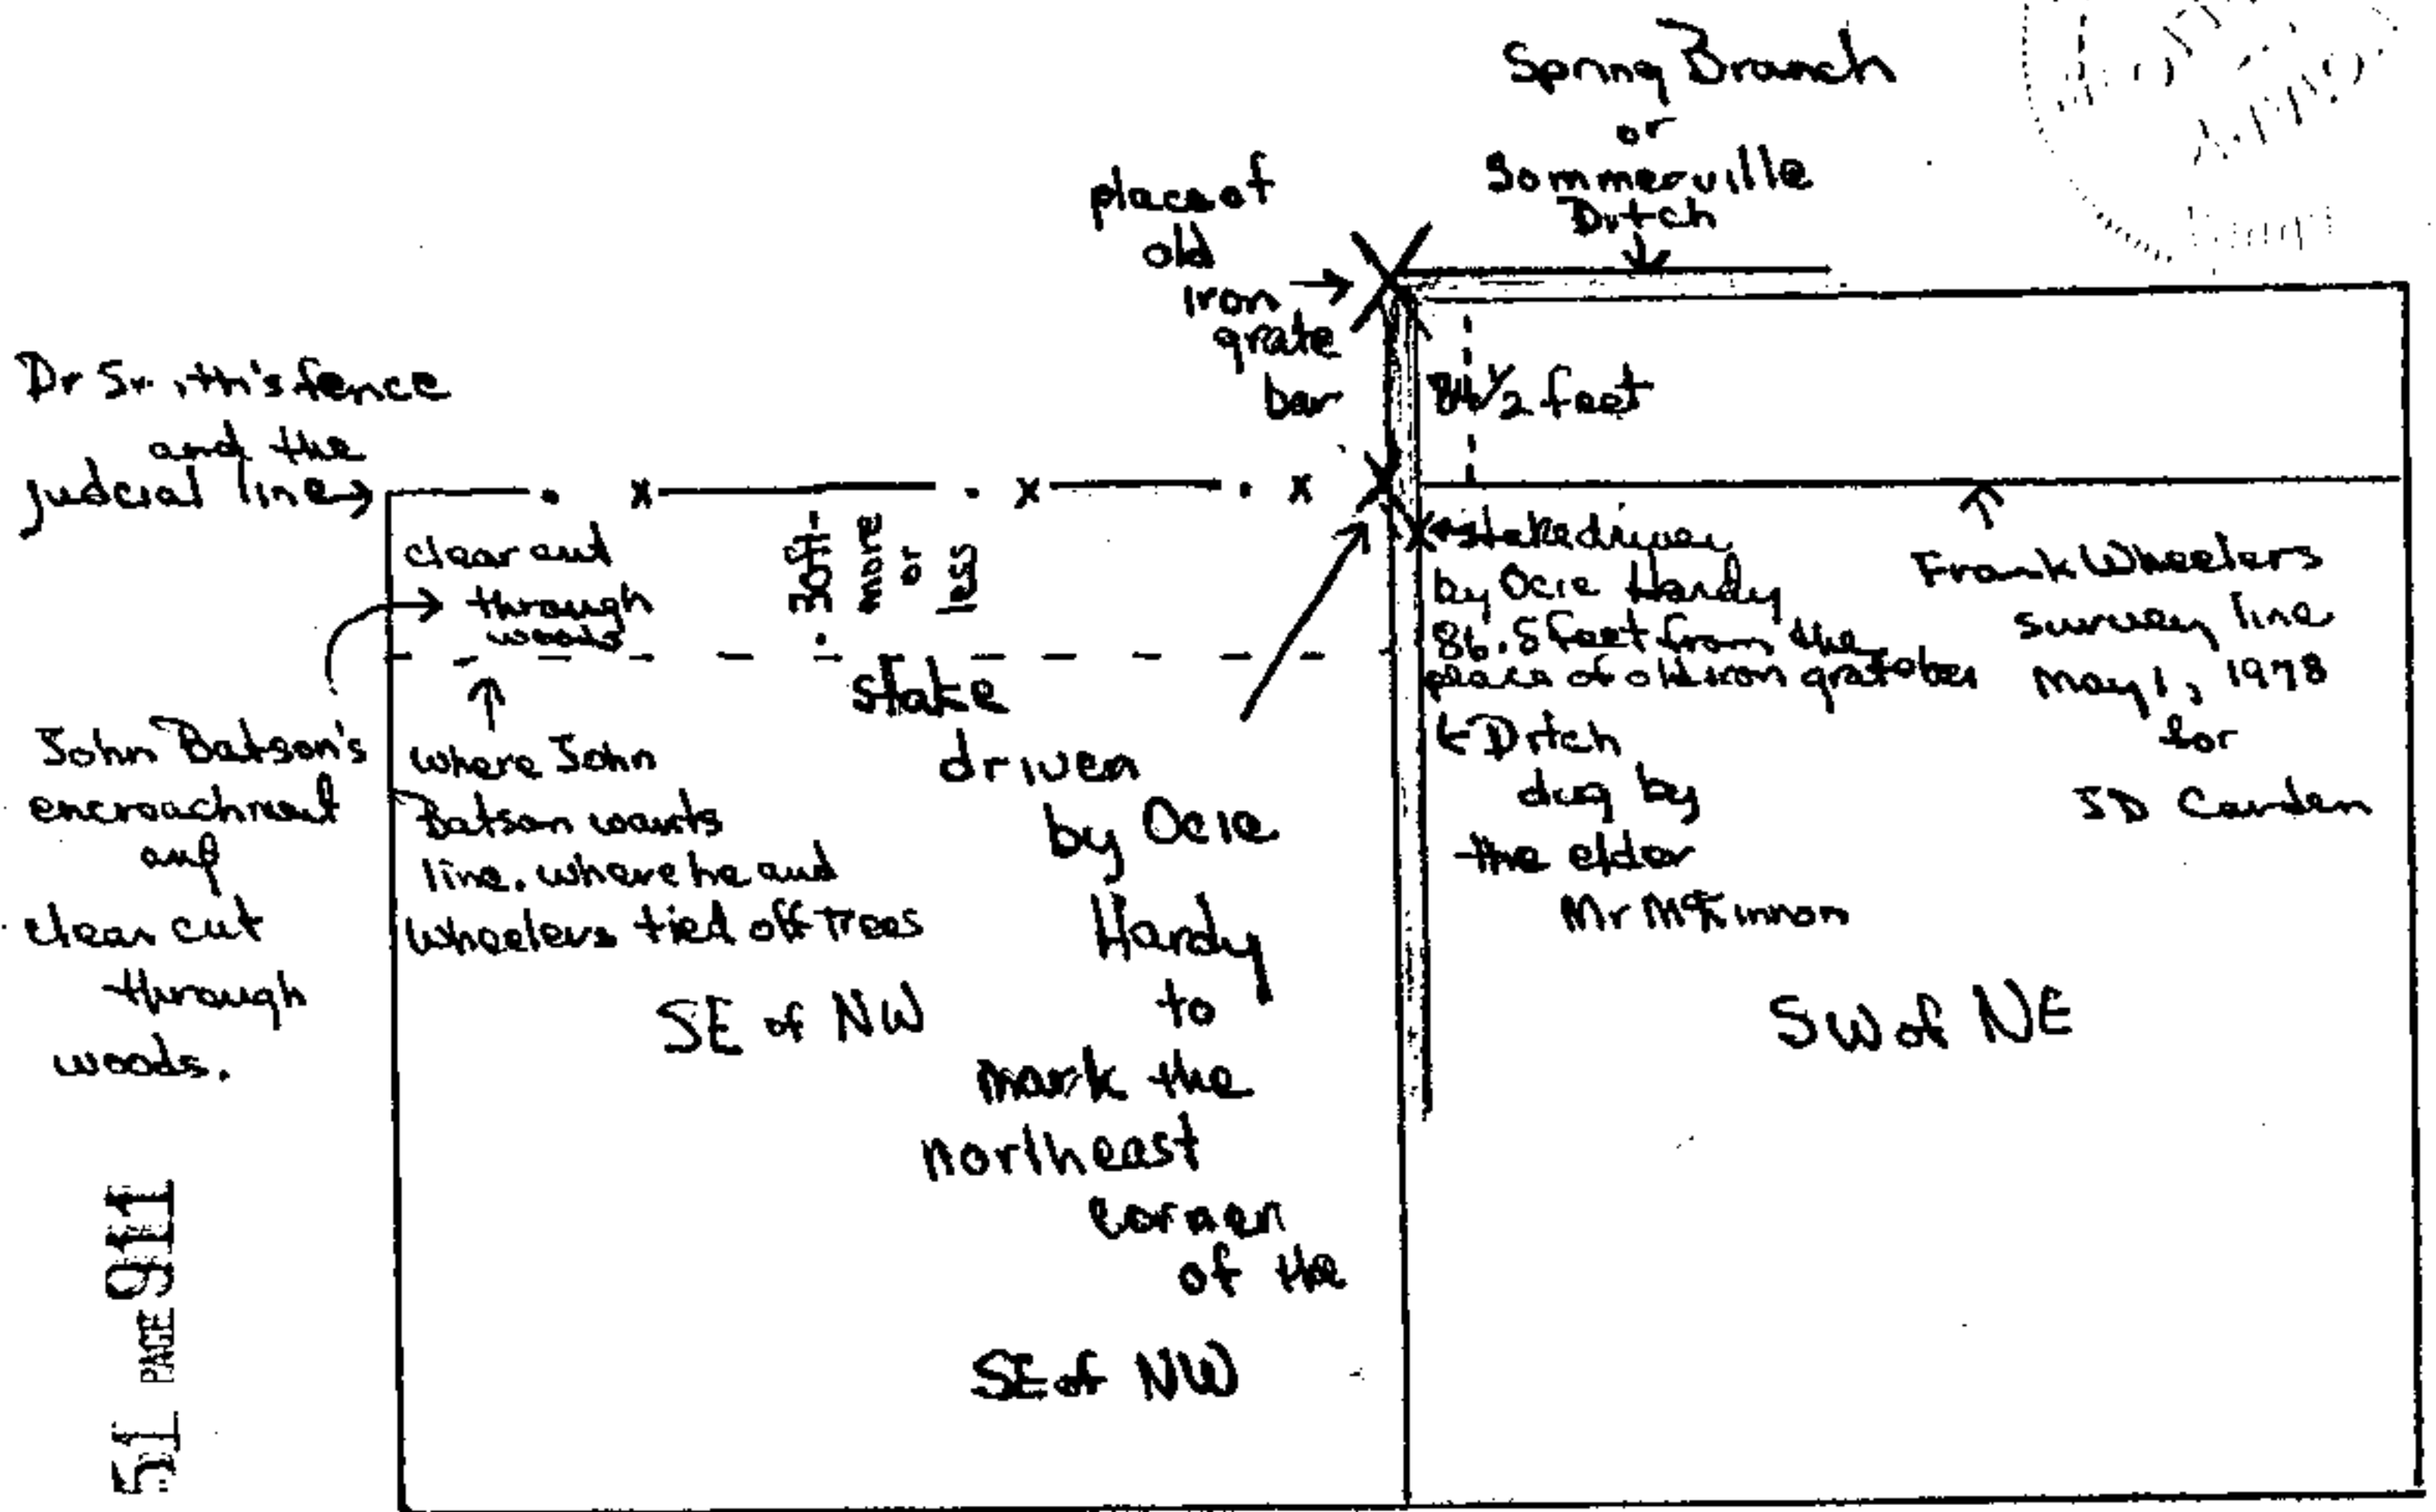 Spring Branch
or
Sommerville
Ditch
place of
old
iron
grate
bar
Dr Smith's fence
and the
judcial line
84 1/2 feet
clear cut
through
woods
30 ft
more
or
less
stake driven
by Ocie Hardy
86.5 feet from the
place of old iron grate bar
Frank Wheelers
survey line
May 1, 1978
for
JD Carden
Ditch
dug by
the elder
Mr McKinnon
John Batson's
encroachment
and
clear cut
through
woods.
where John
Batson wants
line. where he and
Wheelers tied off trees
Stake
driven
by Ocie
Hardy
to
mark the
Northeast
corner
of the
SE of NW
SE of NW
SW of NE
51 PAGE 911